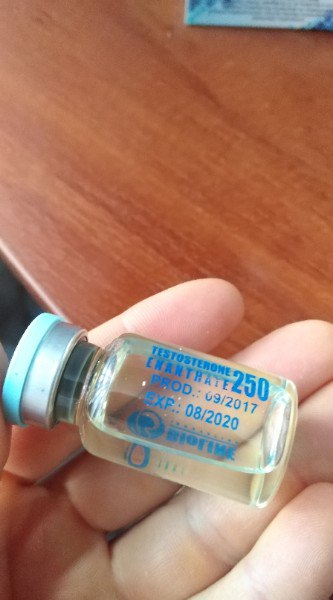 TESTOSTERONE
ENANTHATE 250
PROD.: 09/2017
EXP.: 08/2020